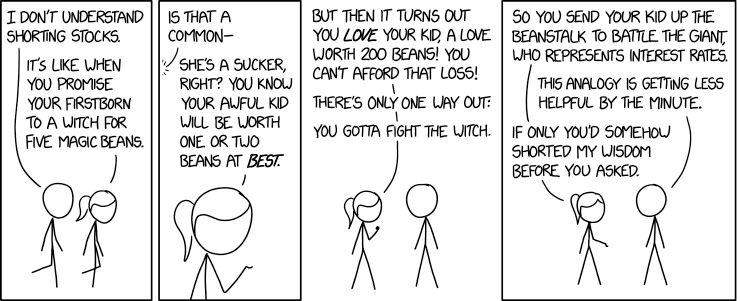 I DON'T UNDERSTAND
SHORTING STOCKS.
IT'S LIKE WHEN
YOU PROMISE
YOUR FIRSTBORN
TO A WITCH FOR
FIVE MAGIC BEANS.
IS THAT A
COMMON–
SHE'S A SUCKER,
RIGHT? YOU KNOW
YOUR AWFUL KID
WILL BE WORTH
ONE OR TWO
BEANS AT BEST.
BUT THEN IT TURNS OUT
YOU LOVE YOUR KID, A LOVE
WORTH 200 BEANS! YOU
CAN'T AFFORD THAT LOSS!
THERE'S ONLY ONE WAY OUT:
YOU GOTTA FIGHT THE WITCH.
SO YOU SEND YOUR KID UP THE
BEANSTALK TO BATTLE THE GIANT,
WHO REPRESENTS INTEREST RATES.
THIS ANALOGY IS GETTING LESS
HELPFUL BY THE MINUTE.
IF ONLY YOU'D SOMEHOW
SHORTED MY WISDOM
BEFORE YOU ASKED.